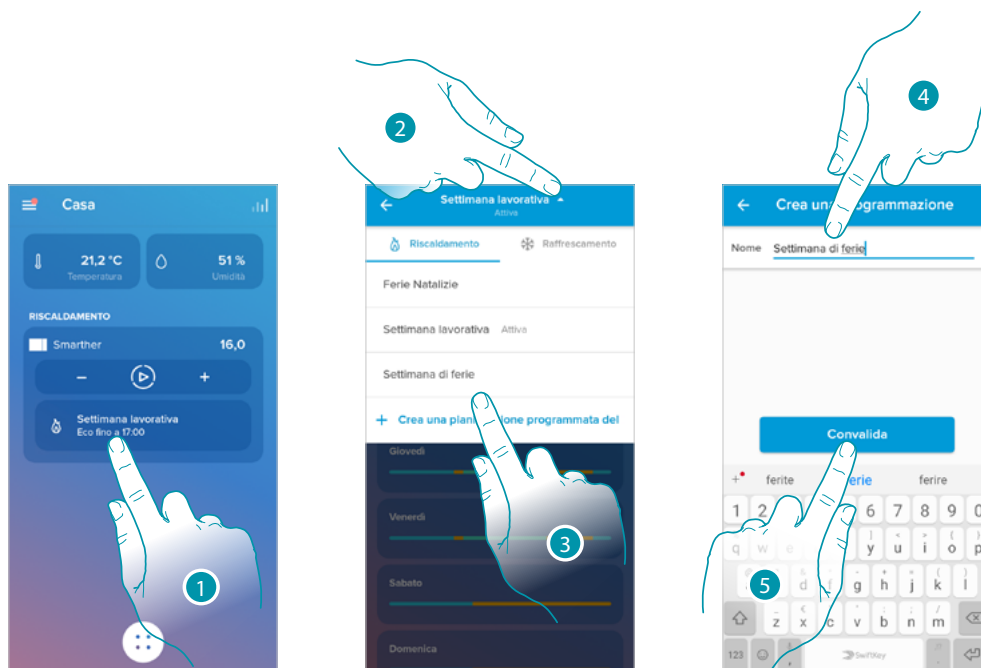 Casa
21,2 °C
Temperatura
51 %
Umidità
RISCALDAMENTO
Smarther
16,0
Settimana lavorativa
Eco fino a 17:00
1
2
Settimana lavorativa
Attiva
Riscaldamento
Raffrescamento
Ferie Natalizie
Settimana lavorativa Attiva
Settimana di ferie
+ Crea una one programmata del
Giovedì
Venerdì
Sabato
Domenica
3
4
Crea una ogrammazione
Nome Settimana di ferie
Convalida
ferite erie ferire
1 2 6 7 8 9 0
q w e y u i o p
d f g h j k l
z x c v b n m
123 SwiftKey
5